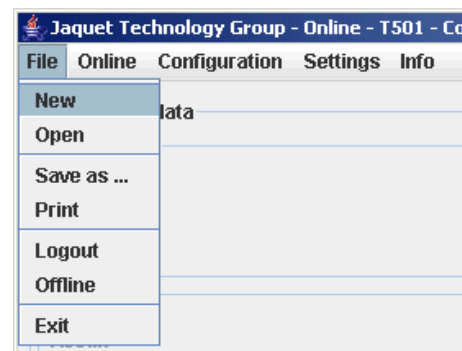 Jaquet Technology Group - Online - T501 - Co
File Online Configuration Settings Info
New
lata
Open
Save as ...
Print
Logout
Offline
Exit